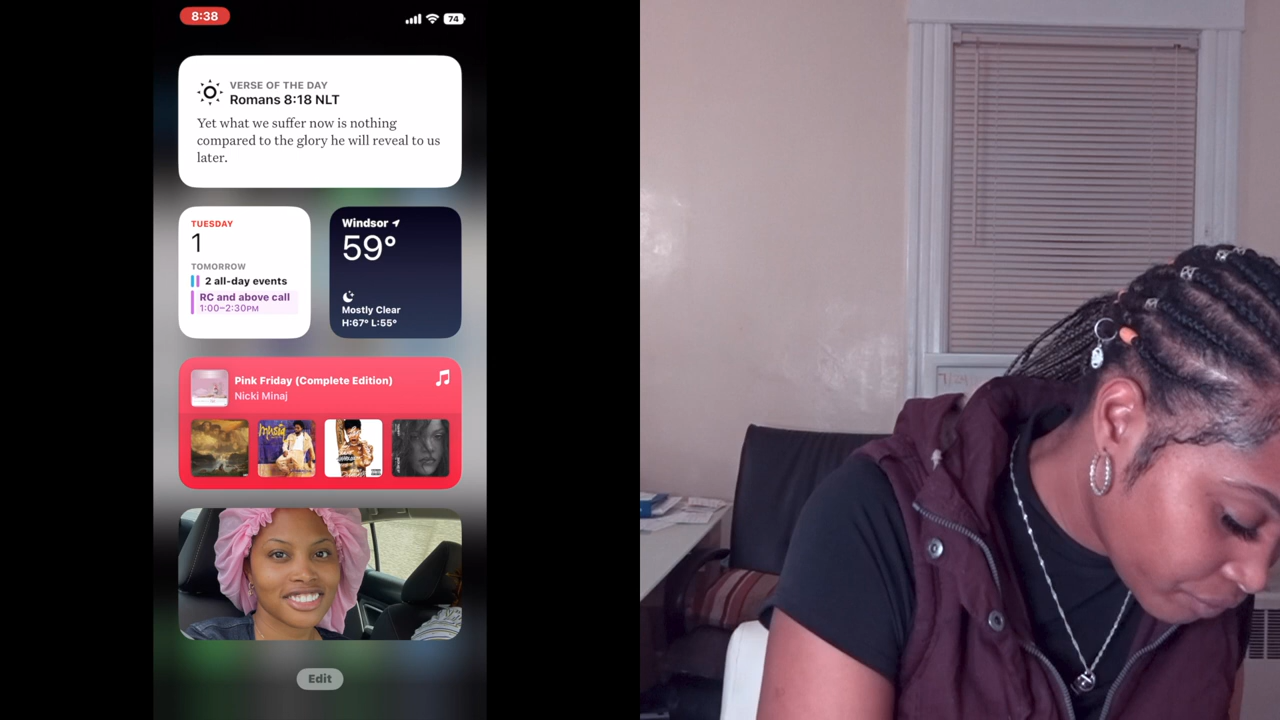 8:38
74
VERSE OF THE DAY
Romans 8:18 NLT
Yet what we suffer now is nothing
compared to the glory he will reveal to us
later.
TUESDAY
1
TOMORROW
2 all-day events
RC and above call
1:00–2:30PM
Windsor
59°
Mostly Clear
H:67° L:55°
Pink Friday (Complete Edition)
Nicki Minaj
Musiq
Edit